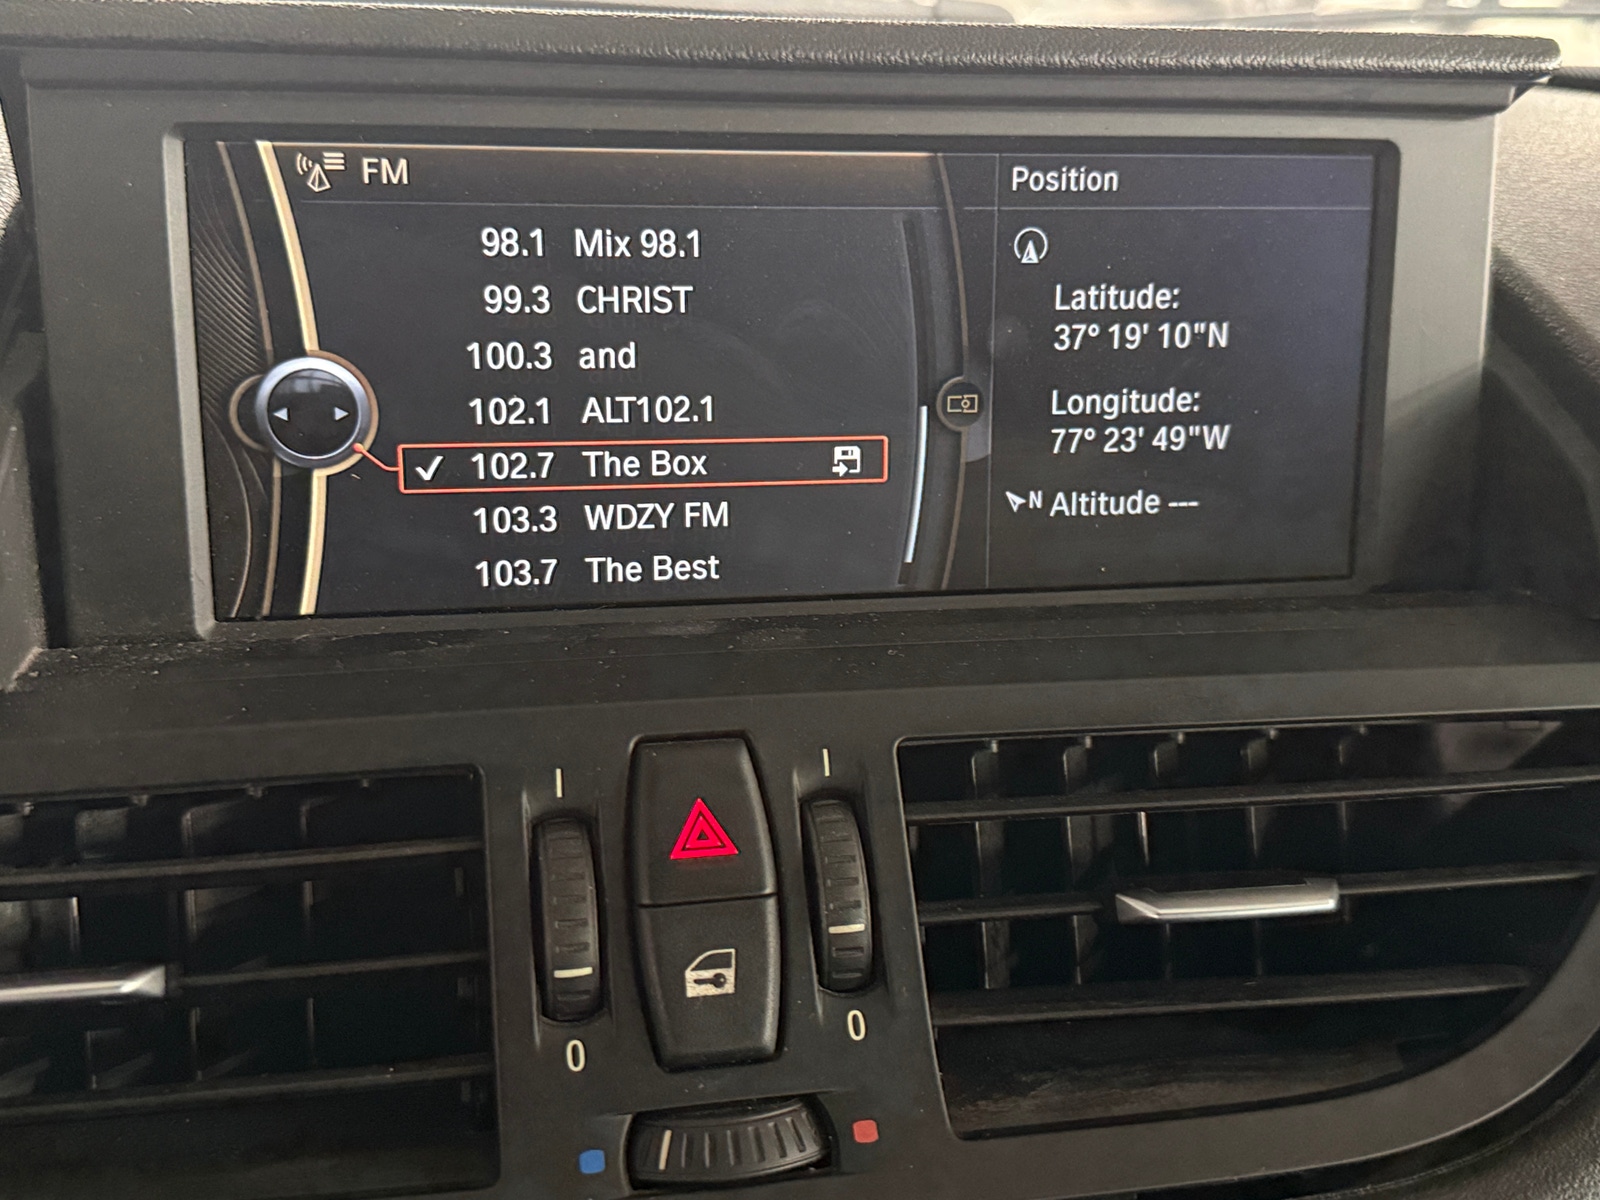 FM
98.1 Mix 98.1
99.3 CHRIST
100.3 and
102.1 ALT102.1
102.7 The Box
103.3 WDZY FM
103.7 The Best
Position
Latitude:
37° 19' 10"N
Longitude:
77° 23' 49"W
N Altitude ---
I
I
0
0